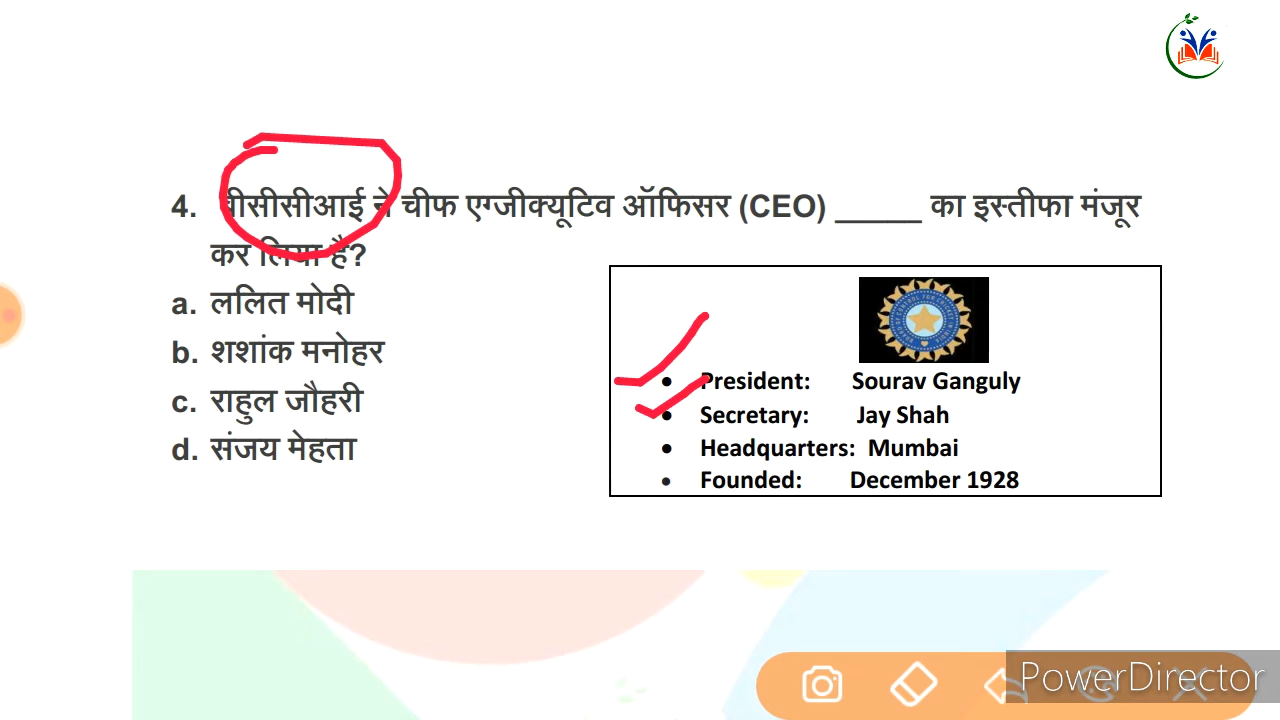 4. बीसीसीआई ने चीफ एग्जीक्यूटिव ऑफिसर (CEO) _____ का इस्तीफा मंजूर
कर लिया है?
a. ललित मोदी
b. शशांक मनोहर
c. राहुल जौहरी
d. संजय मेहता
• President: Sourav Ganguly
• Secretary: Jay Shah
• Headquarters: Mumbai
• Founded: December 1928
PowerDirector